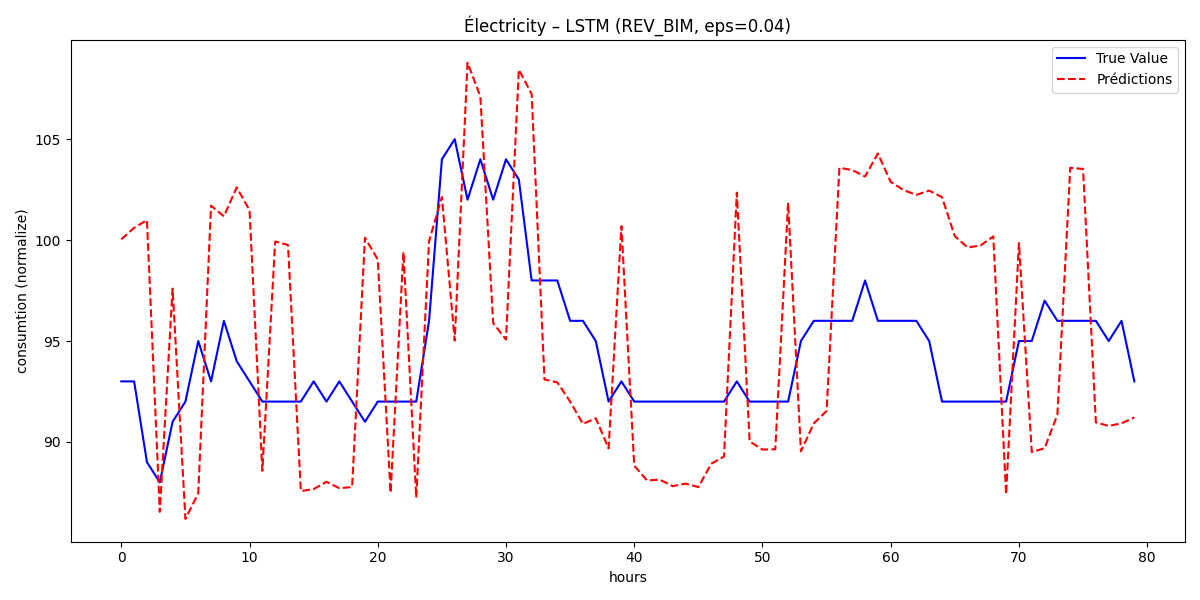 Électricity – LSTM (REV_BIM, eps=0.04)
True Value
Prédictions
consumtion (normalize)
105
100
95
90
0 10 20 30 40 50 60 70 80
hours